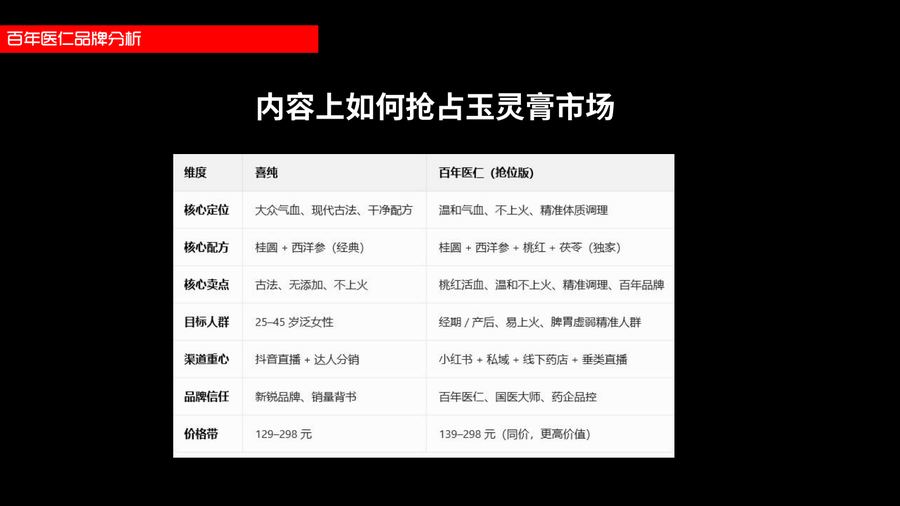 百年医仁品牌分析
内容上如何抢占玉灵膏市场
维度 喜纯 百年医仁（抢位版）
核心定位 大众气血、现代古法、干净配方 温和气血、不上火、精准体质调理
核心配方 桂圆 + 西洋参（经典） 桂圆 + 西洋参 + 桃红 + 茯苓（独家）
核心卖点 古法、无添加、不上火 桃红活血、温和不上火、精准调理、百年品牌
目标人群 25–45 岁泛女性 经期 / 产后、易上火、脾胃虚弱精准人群
渠道重心 抖音直播 + 达人分销 小红书 + 私域 + 线下药店 + 垂类直播
品牌信任 新锐品牌、销量背书 百年医仁、国医大师、药企品控
价格带 129–298 元 139–298 元（同价，更高价值）